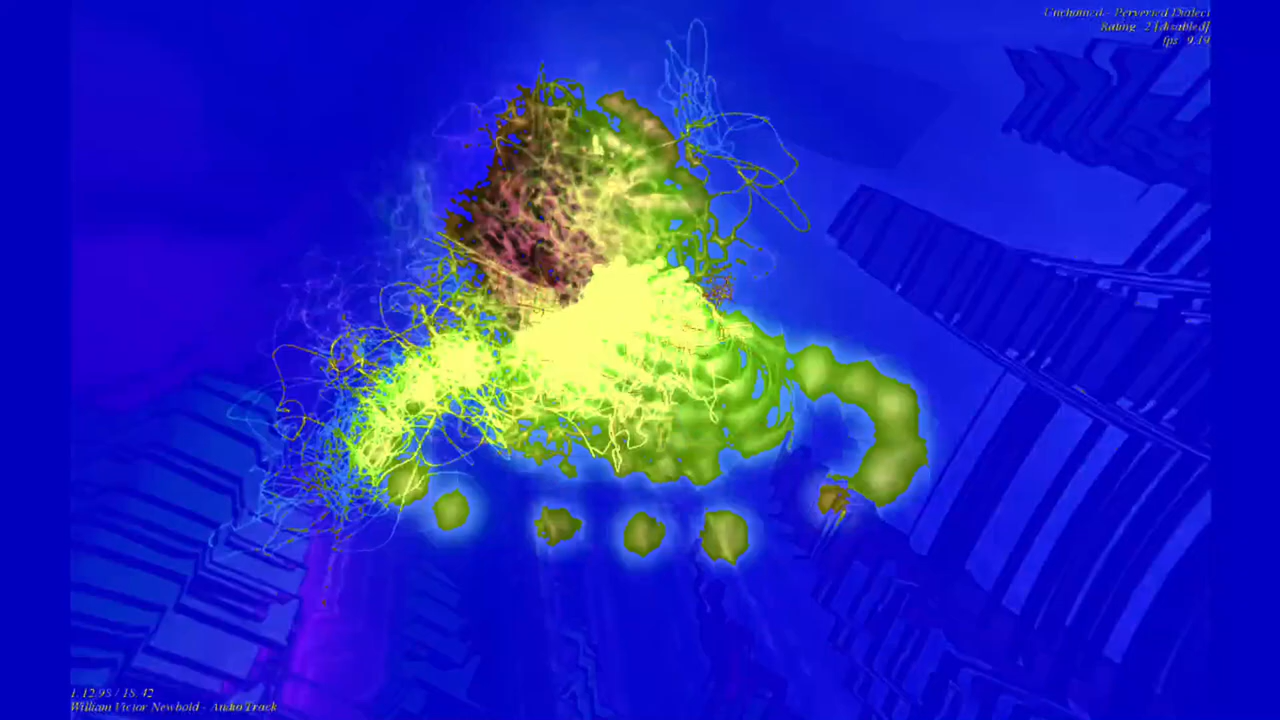 Unchained - Perverted Dialect
Rating: 2 [disabled]
fps: 9.19
1. 12.98 / 18.42
William Victor Newbold - Audio Track